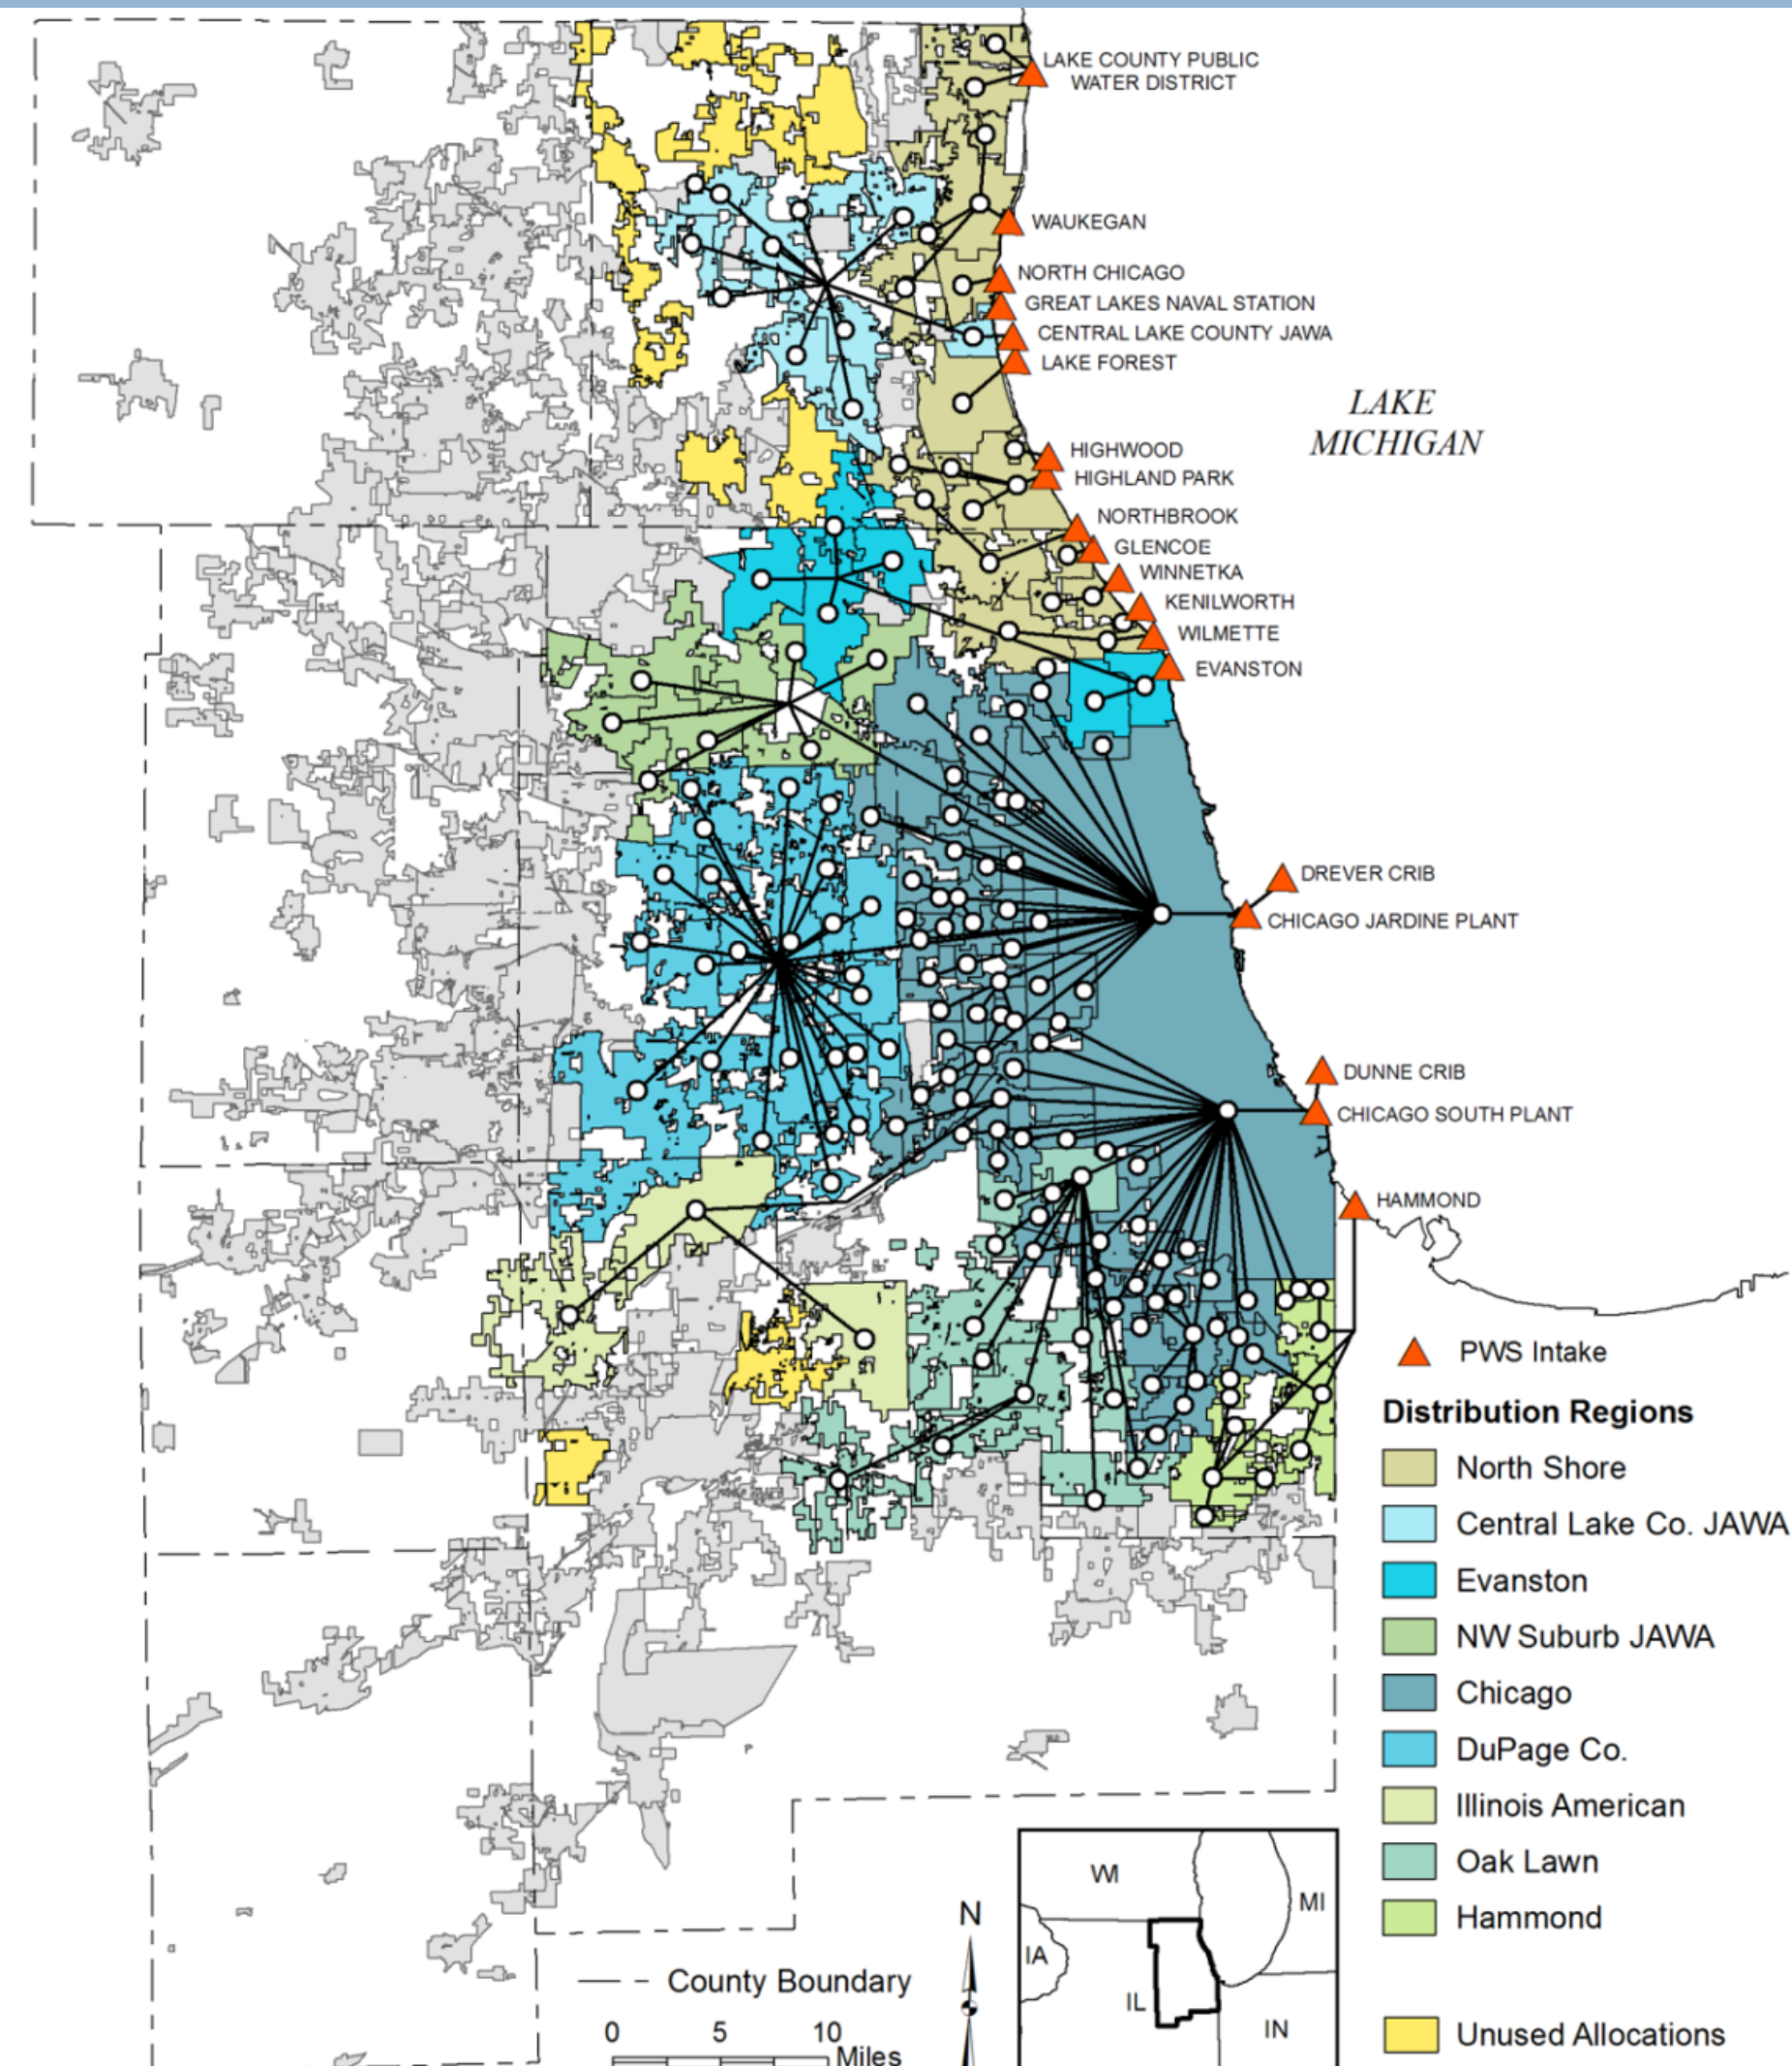 LAKE COUNTY PUBLIC
WATER DISTRICT
WAUKEGAN
NORTH CHICAGO
GREAT LAKES NAVAL STATION
CENTRAL LAKE COUNTY JAWA
LAKE FOREST
LAKE
MICHIGAN
HIGHWOOD
HIGHLAND PARK
NORTHBROOK
GLENCOE
WINNETKA
KENILWORTH
WILMETTE
EVANSTON
DREVER CRIB
CHICAGO JARDINE PLANT
DUNNE CRIB
CHICAGO SOUTH PLANT
HAMMOND
PWS Intake
Distribution Regions
North Shore
Central Lake Co. JAWA
Evanston
NW Suburb JAWA
Chicago
DuPage Co.
Illinois American
Oak Lawn
Hammond
Unused Allocations
County Boundary
0 5 10
Miles
N
WI
MI
IA
IL
IN